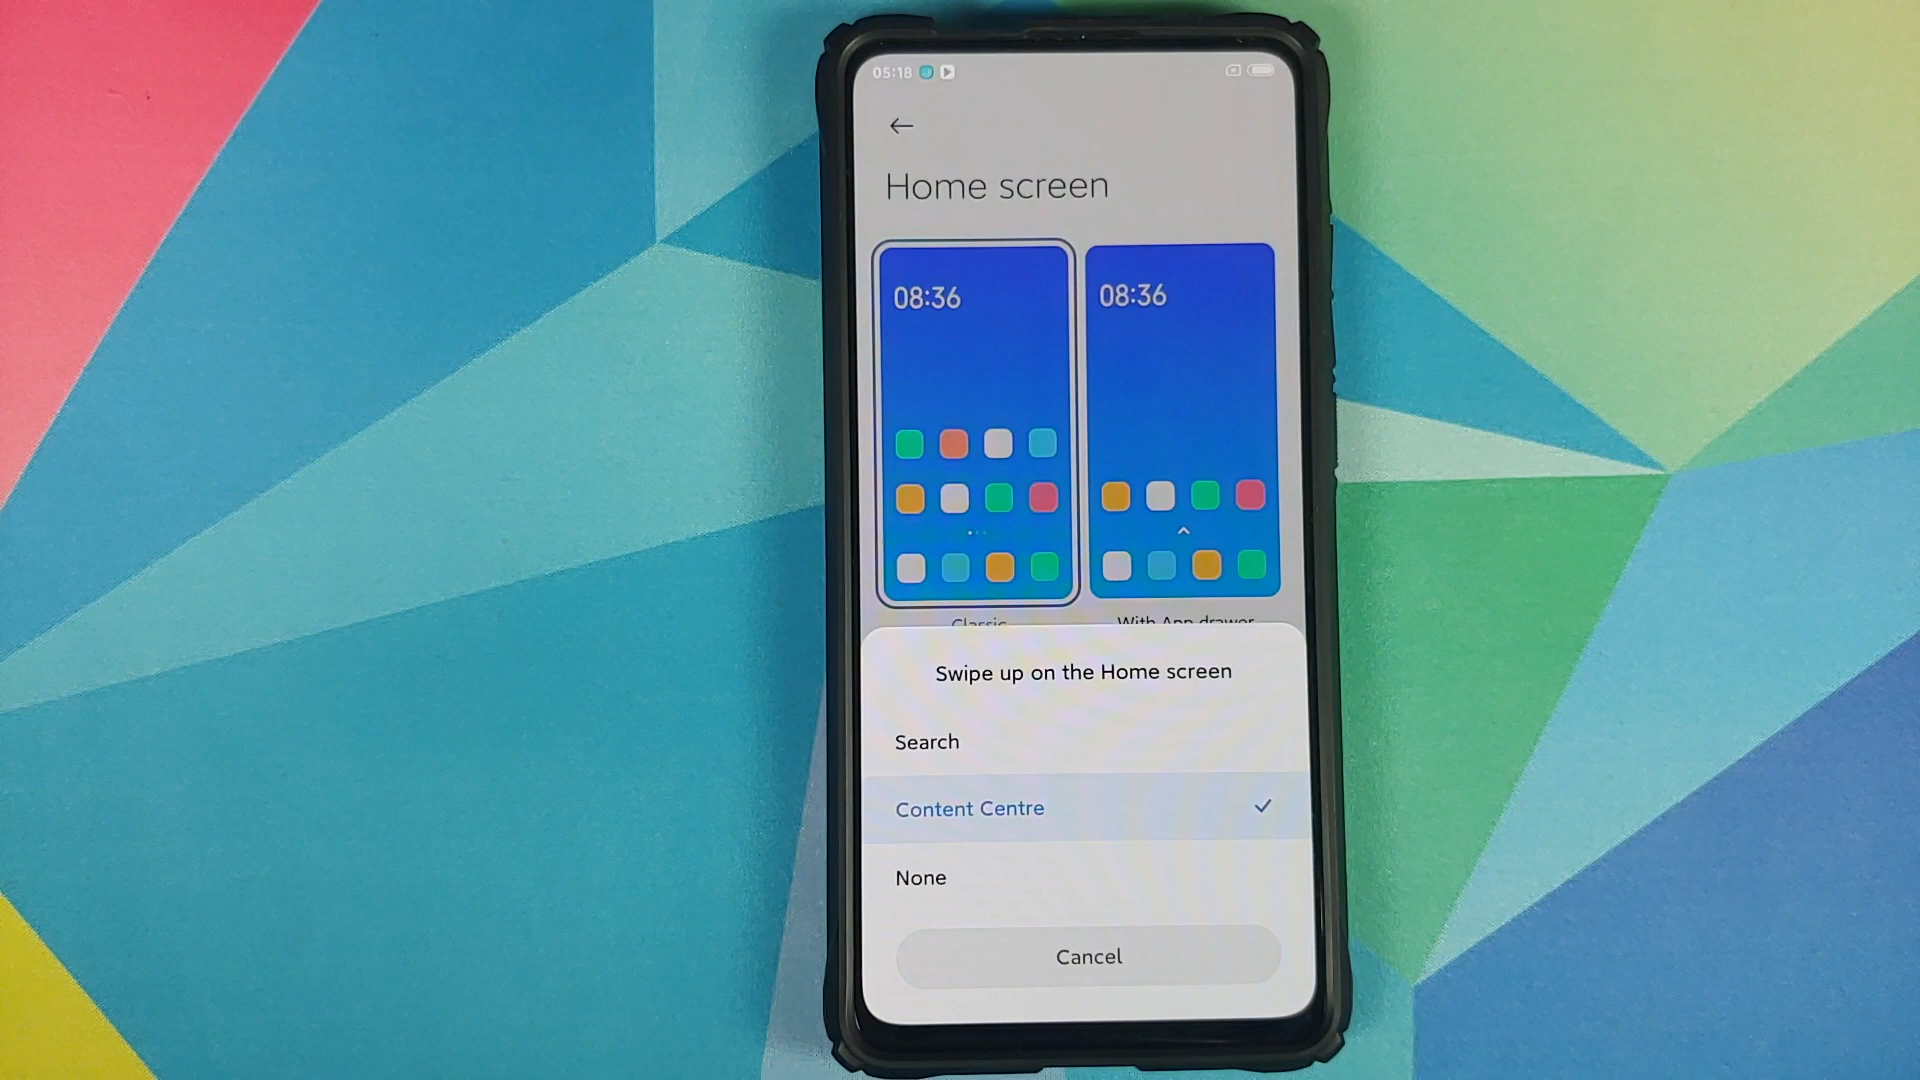 05:18
Home screen
08:36
08:36
Classic
With App drawer
Swipe up on the Home screen
Search
Content Centre
None
Cancel